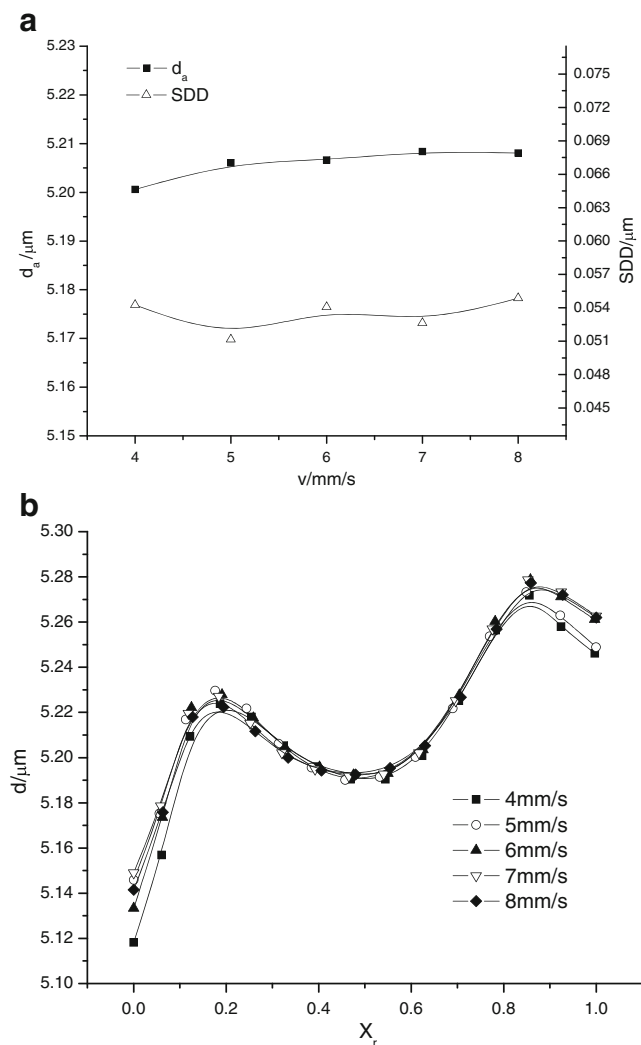 a
5.23
5.22
5.21
5.20
5.19
5.18
5.17
5.16
5.15
d_a/μm
d_a
SDD
0.075
0.072
0.069
0.066
0.063
0.060
0.057
0.054
0.051
0.048
0.045
SDD/μm
4 5 6 7 8
v/mm/s
b
5.30
5.28
5.26
5.24
5.22
5.20
5.18
5.16
5.14
5.12
5.10
d/μm
4mm/s
5mm/s
6mm/s
7mm/s
8mm/s
0.0 0.2 0.4 0.6 0.8 1.0
X_r